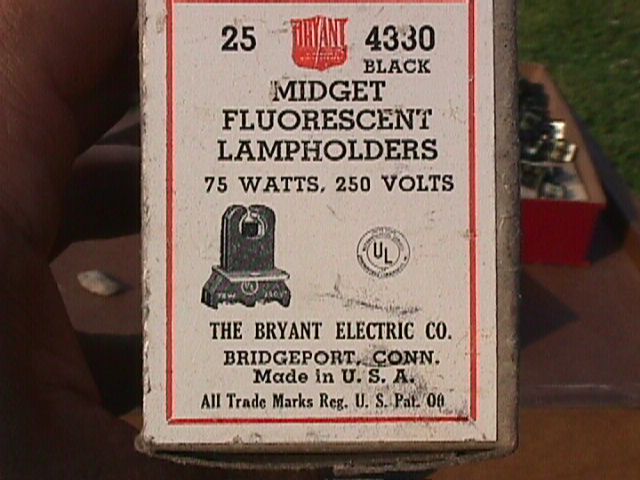 25 BRYANT 4330
BLACK
MIDGET
FLUORESCENT
LAMPHOLDERS
75 WATTS, 250 VOLTS
UL
THE BRYANT ELECTRIC CO.
BRIDGEPORT, CONN.
Made in U. S. A.
All Trade Marks Reg. U. S. Pat. Off